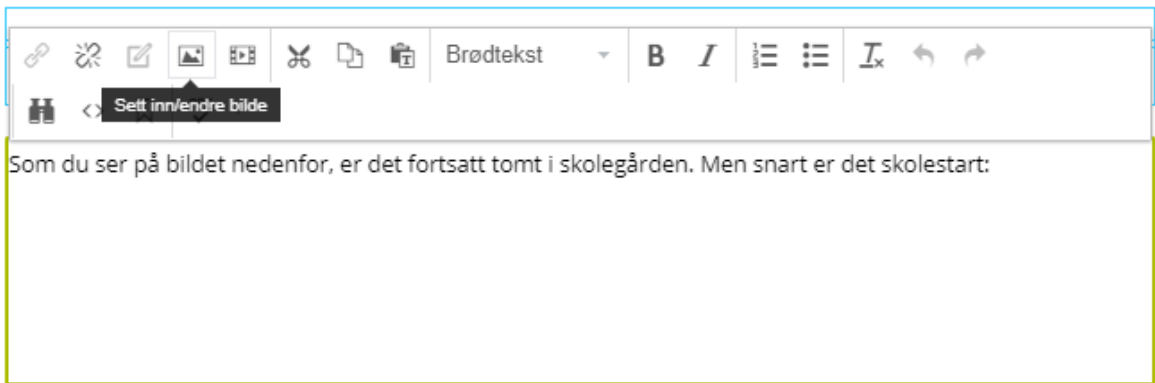 Brødtekst
B I
Sett inn/endre bilde
Som du ser på bildet nedenfor, er det fortsatt tomt i skolegården. Men snart er det skolestart: